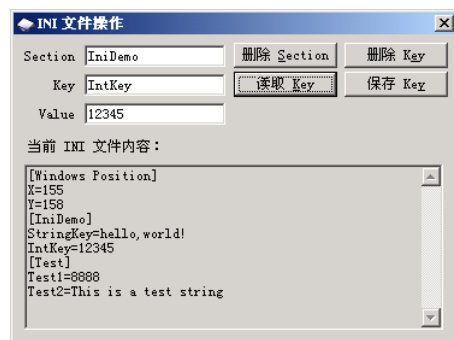 INI 文件操作
Section IniDemo 删除 Section 删除 Key
Key IntKey 读取 Key 保存 Key
Value 12345
当前 INI 文件内容：
[Windows Position]
X=155
Y=158
[IniDemo]
StringKey=hello,world!
IntKey=12345
[Test]
Test1=8888
Test2=This is a test string